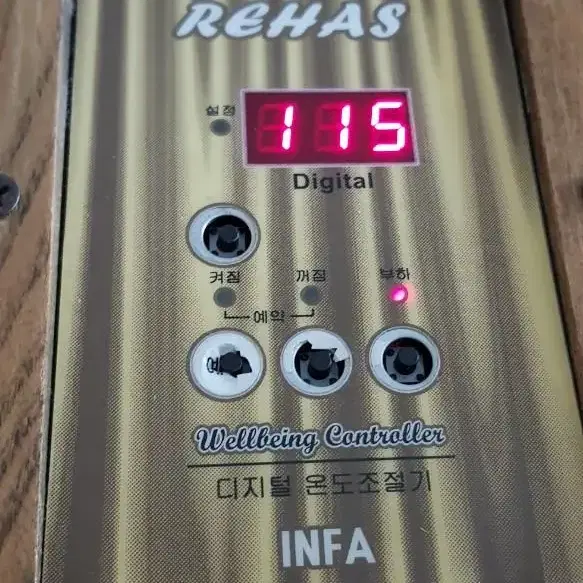 REHAS
설정
115
Digital
켜짐 꺼짐 부하
예약
Wellbeing Controller
디지털 온도조절기
INFA